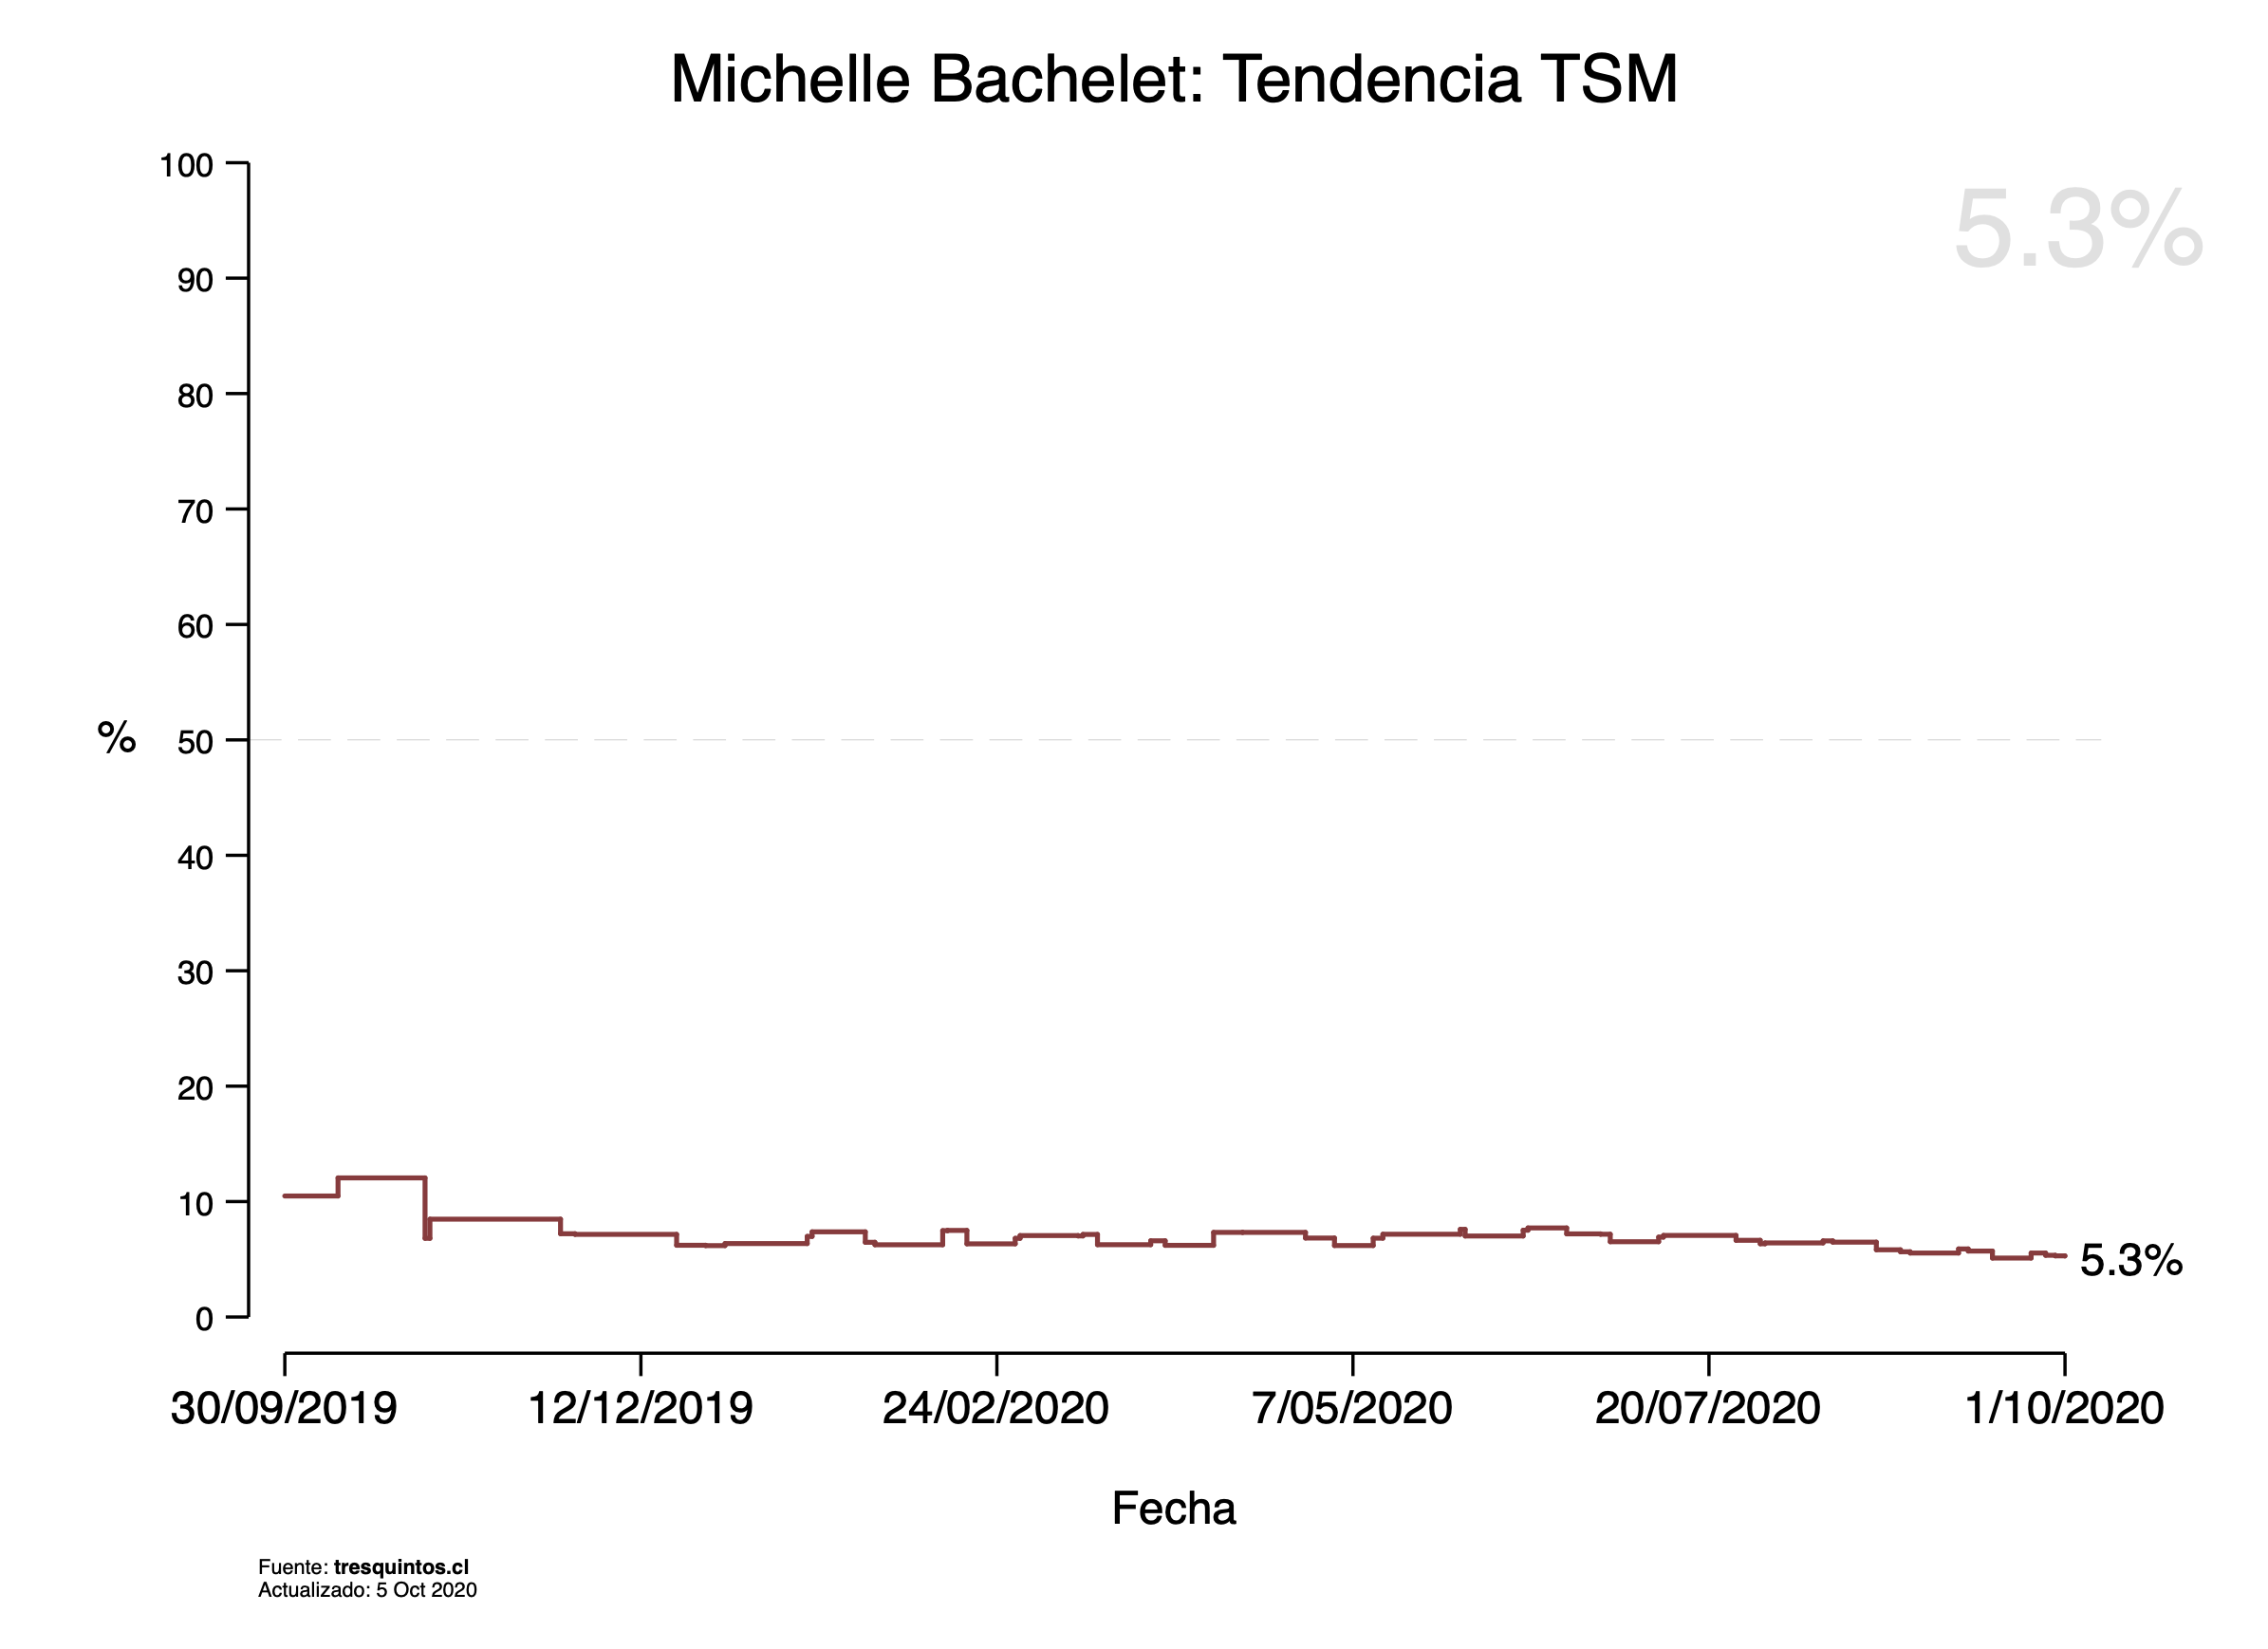 Michelle Bachelet: Tendencia TSM
5.3%
100
90
80
70
60
50
40
30
20
10
0
%
5.3%
30/09/2019 12/12/2019 24/02/2020 7/05/2020 20/07/2020 1/10/2020
Fecha
Fuente: tresquintos.cl
Actualizado: 5 Oct 2020